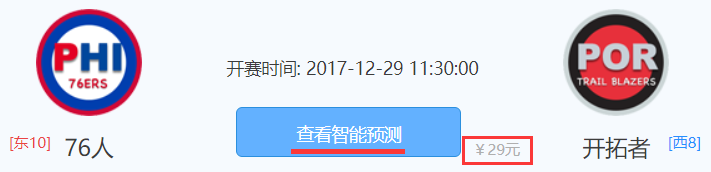 PHI
76ERS
POR
TRAIL BLAZERS
开赛时间: 2017-12-29 11:30:00
查看智能预测
¥29元
[东10] 76人
开拓者 [西8]